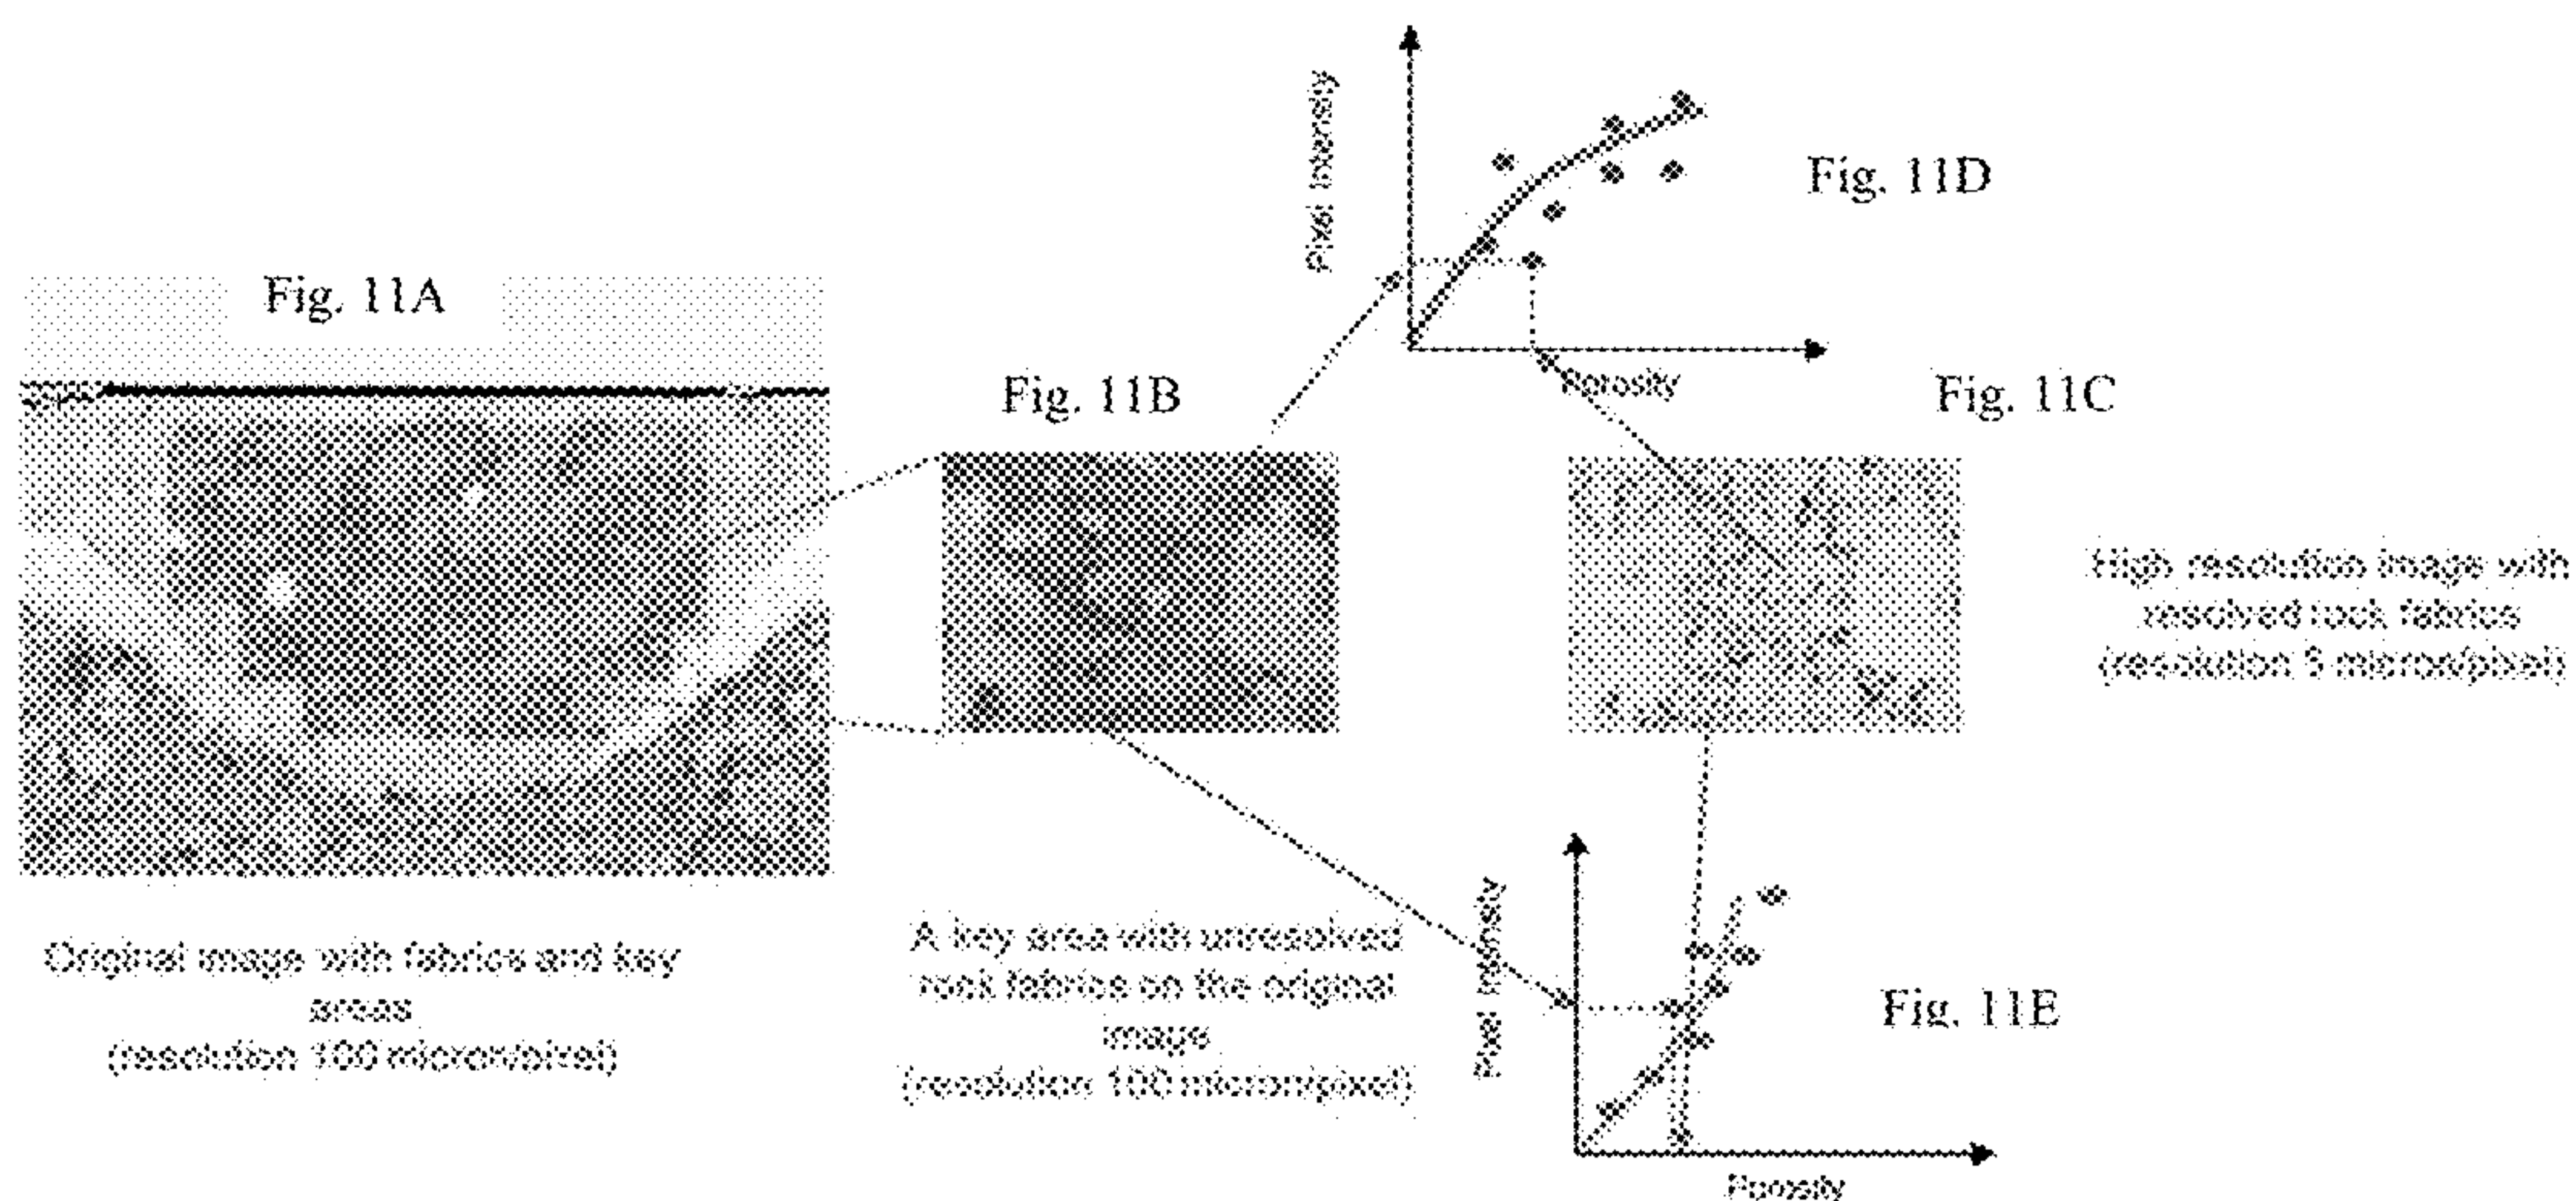 Fig. 11A
Fig. 11B
Fig. 11C
Fig. 11D
Fig. 11E
Pixel Intensity
Porosity
Original image with fabrics and key
areas
(resolution 100 micron/pixel)
A key area with unresolved
rock fabrics on the original
image
(resolution 100 micron/pixel)
High resolution image with
resolved rock fabrics
(resolution 5 micron/pixel)
Pixel Intensity
Porosity